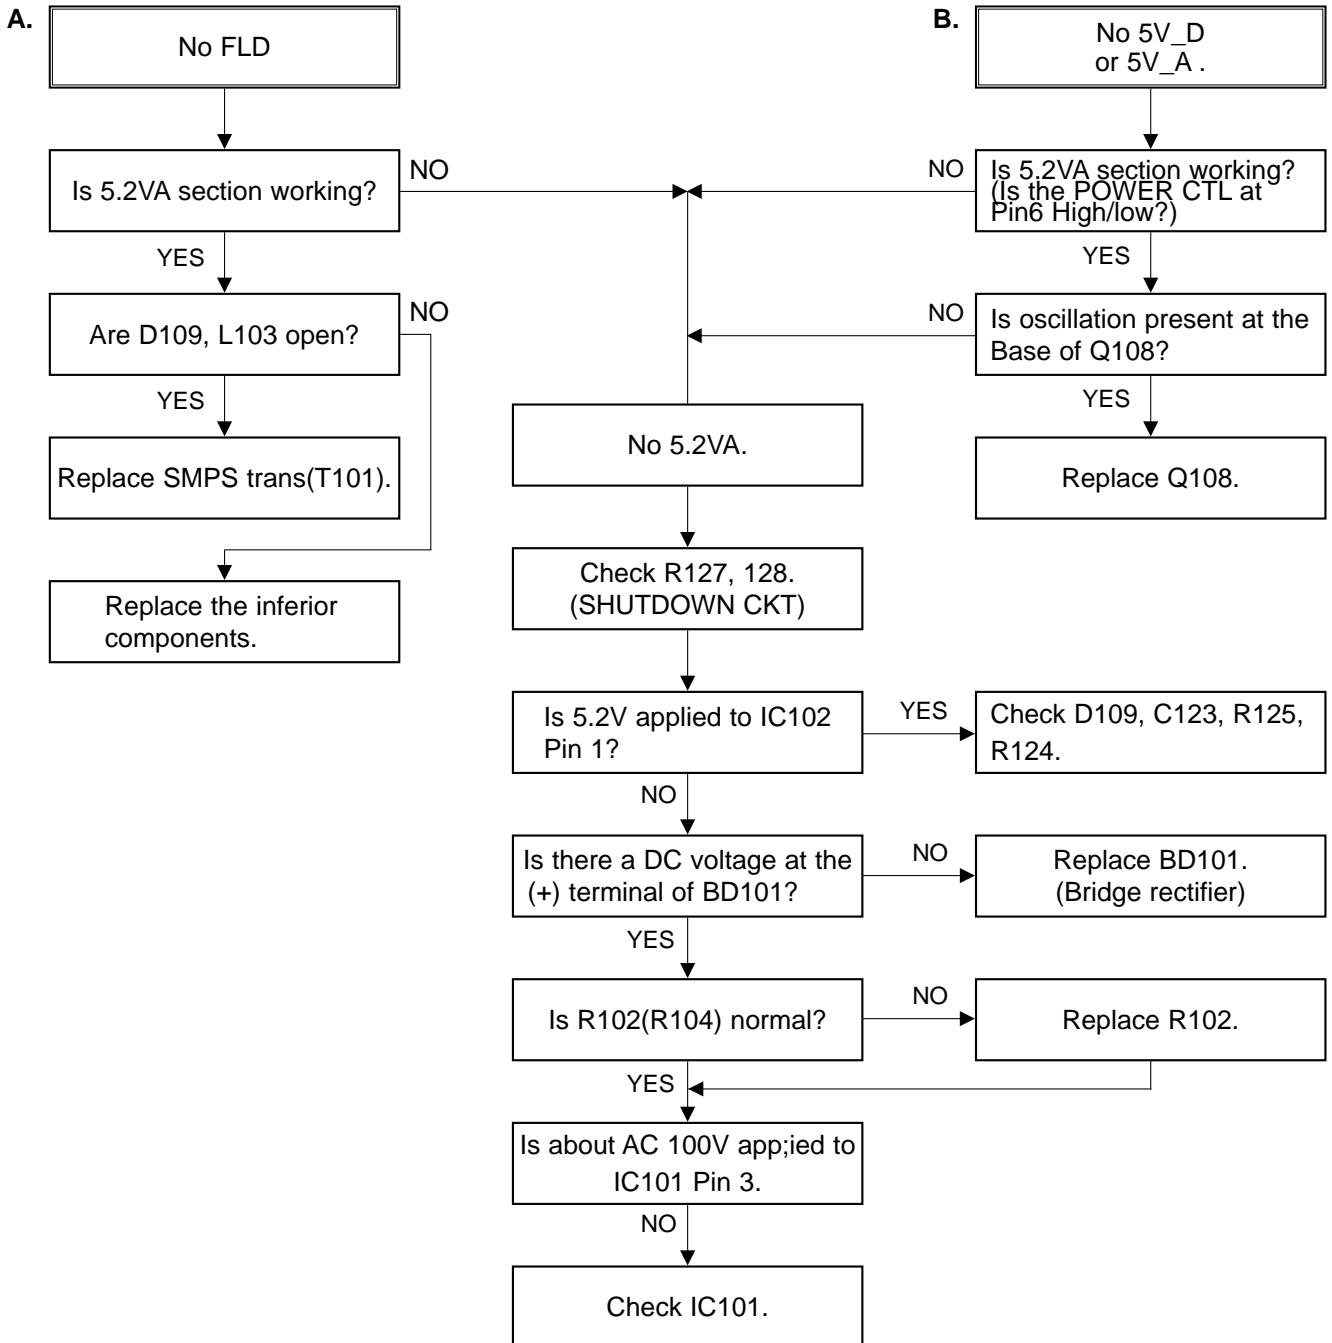 A.
No FLD
Is 5.2VA section working?
NO
YES
Are D109, L103 open?
NO
YES
Replace SMPS trans(T101).
Replace the inferior
components.
B.
No 5V_D
or 5V_A .
NO
Is 5.2VA section working?
(Is the POWER CTL at
Pin6 High/low?)
YES
NO
Is oscillation present at the
Base of Q108?
YES
Replace Q108.
No 5.2VA.
Check R127, 128.
(SHUTDOWN CKT)
Is 5.2V applied to IC102
Pin 1?
YES
Check D109, C123, R125,
R124.
NO
Is there a DC voltage at the
(+) terminal of BD101?
NO
Replace BD101.
(Bridge rectifier)
YES
Is R102(R104) normal?
NO
Replace R102.
YES
Is about AC 100V app;ied to
IC101 Pin 3.
NO
Check IC101.